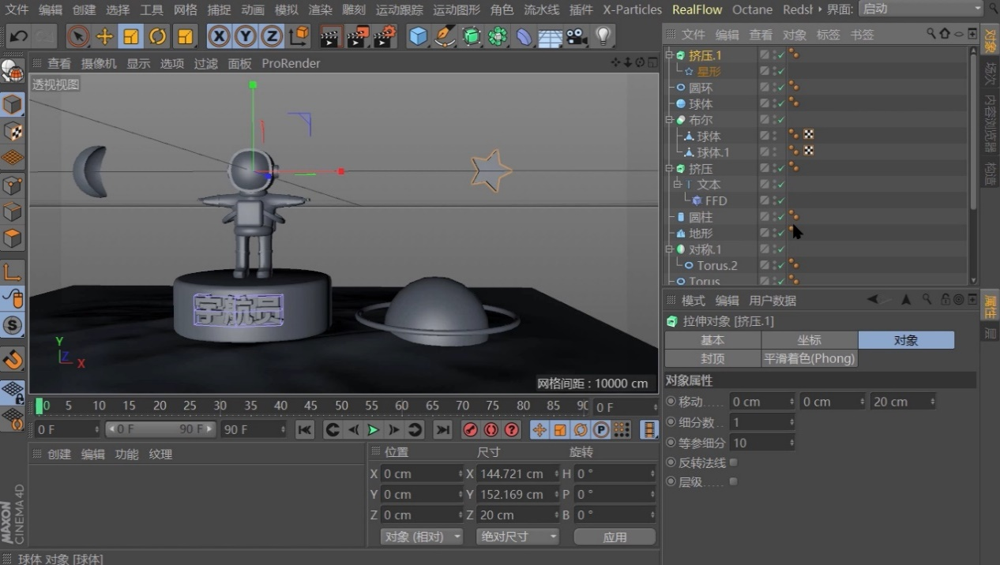 文件 编辑 创建 选择 工具 网格 捕捉 动画 模拟 渲染 雕刻 运动跟踪 运动图形 角色 流水线 插件 X-Particles RealFlow Octane Redsl 界面: 启动
X Y Z
文件 编辑 查看 对象 标签 书签
查看 摄像机 显示 选项 过滤 面板 ProRender
透视视图
挤压.1
星形
圆环
球体
布尔
球体
球体.1
挤压
文本
FFD
圆柱
地形
对称.1
Torus.2
Torus
对象
场次
内容浏览器
构造
宇航员
Y
Z X
网格间距 : 10000 cm
模式 编辑 用户数据
拉伸对象 [挤压.1]
基本 坐标 对象
封顶 平滑着色(Phong)
对象属性
移动..... 0 cm 0 cm 20 cm
细分数.. 1
等参细分 10
反转法线
层级.....
属性
层
0 5 10 15 20 25 30 35 40 45 50 55 60 65 70 75 80 85 90 0 F
0 F 0 F 90 F 90 F
P
S
创建 编辑 功能 纹理
位置 尺寸 旋转
X 0 cm X 144.721 cm H 0 °
Y 0 cm Y 152.169 cm P 0 °
Z 0 cm Z 20 cm B 0 °
对象 (相对) 绝对尺寸 应用
MAXON
CINEMA 4D
球体 对象 [球体]